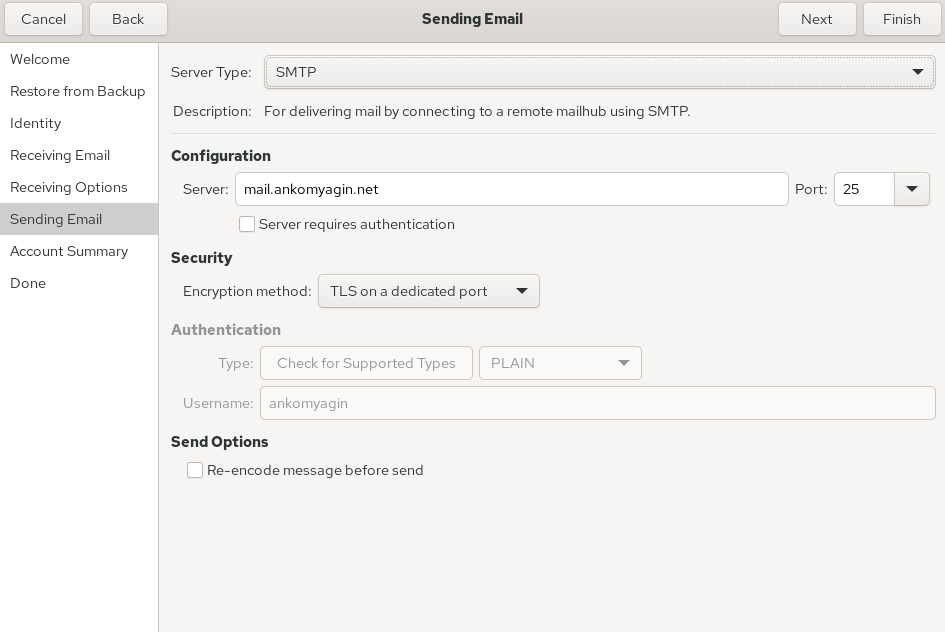 Cancel Back Sending Email Next Finish
Welcome
Restore from Backup
Identity
Receiving Email
Receiving Options
Sending Email
Account Summary
Done
Server Type: SMTP
Description: For delivering mail by connecting to a remote mailhub using SMTP.
Configuration
Server: mail.ankomyagin.net Port: 25
Server requires authentication
Security
Encryption method: TLS on a dedicated port
Authentication
Type: Check for Supported Types PLAIN
Username: ankomyagin
Send Options
Re-encode message before send